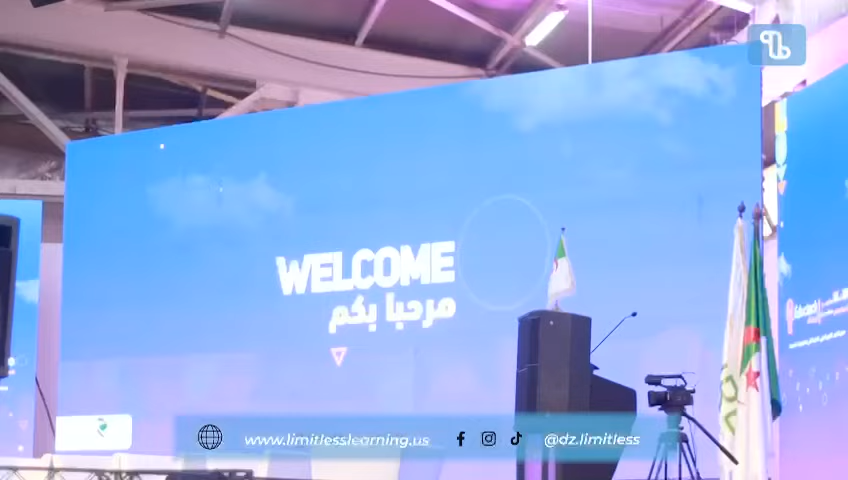 WELCOME
مرحبا بكم
www.limitlesslearning.us
@dz.limitless